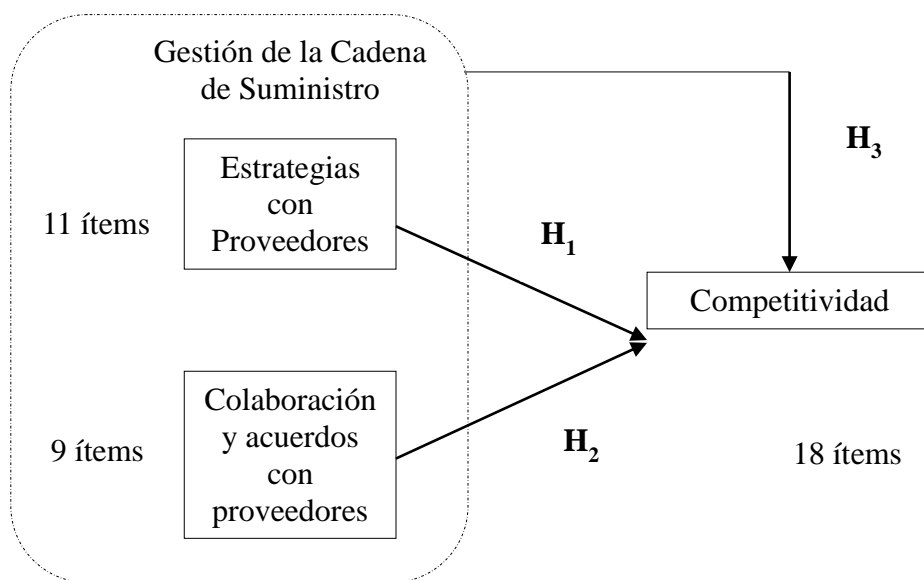 Gestión de la Cadena
de Suministro
Estrategias
con
Proveedores
11 ítems
H1
H3
Competitividad
Colaboración
y acuerdos
con
proveedores
9 ítems
H2
18 ítems